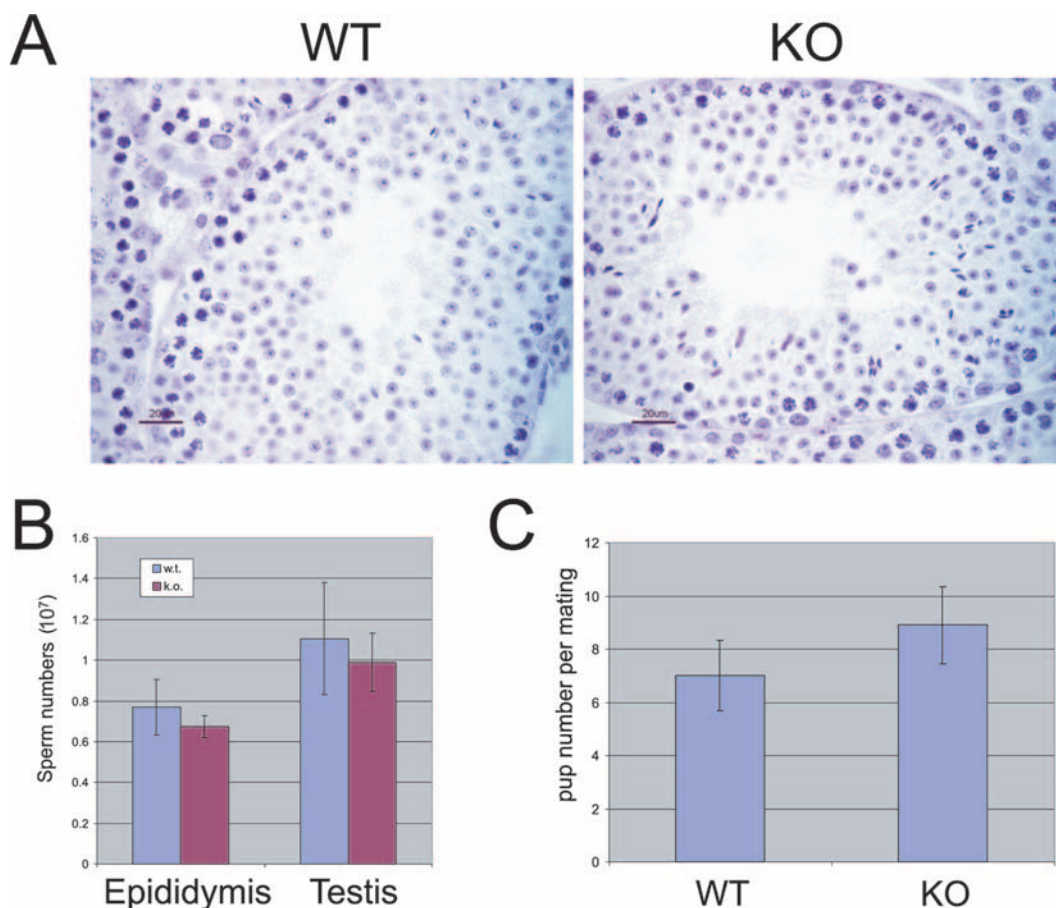 A
WT
KO
20um
20um
B
Sperm numbers (10⁷)
1.6
1.4
1.2
1
0.8
0.6
0.4
0.2
0
w.t.
k.o.
Epididymis
Testis
C
pup number per mating
12
10
8
6
4
2
0
WT
KO